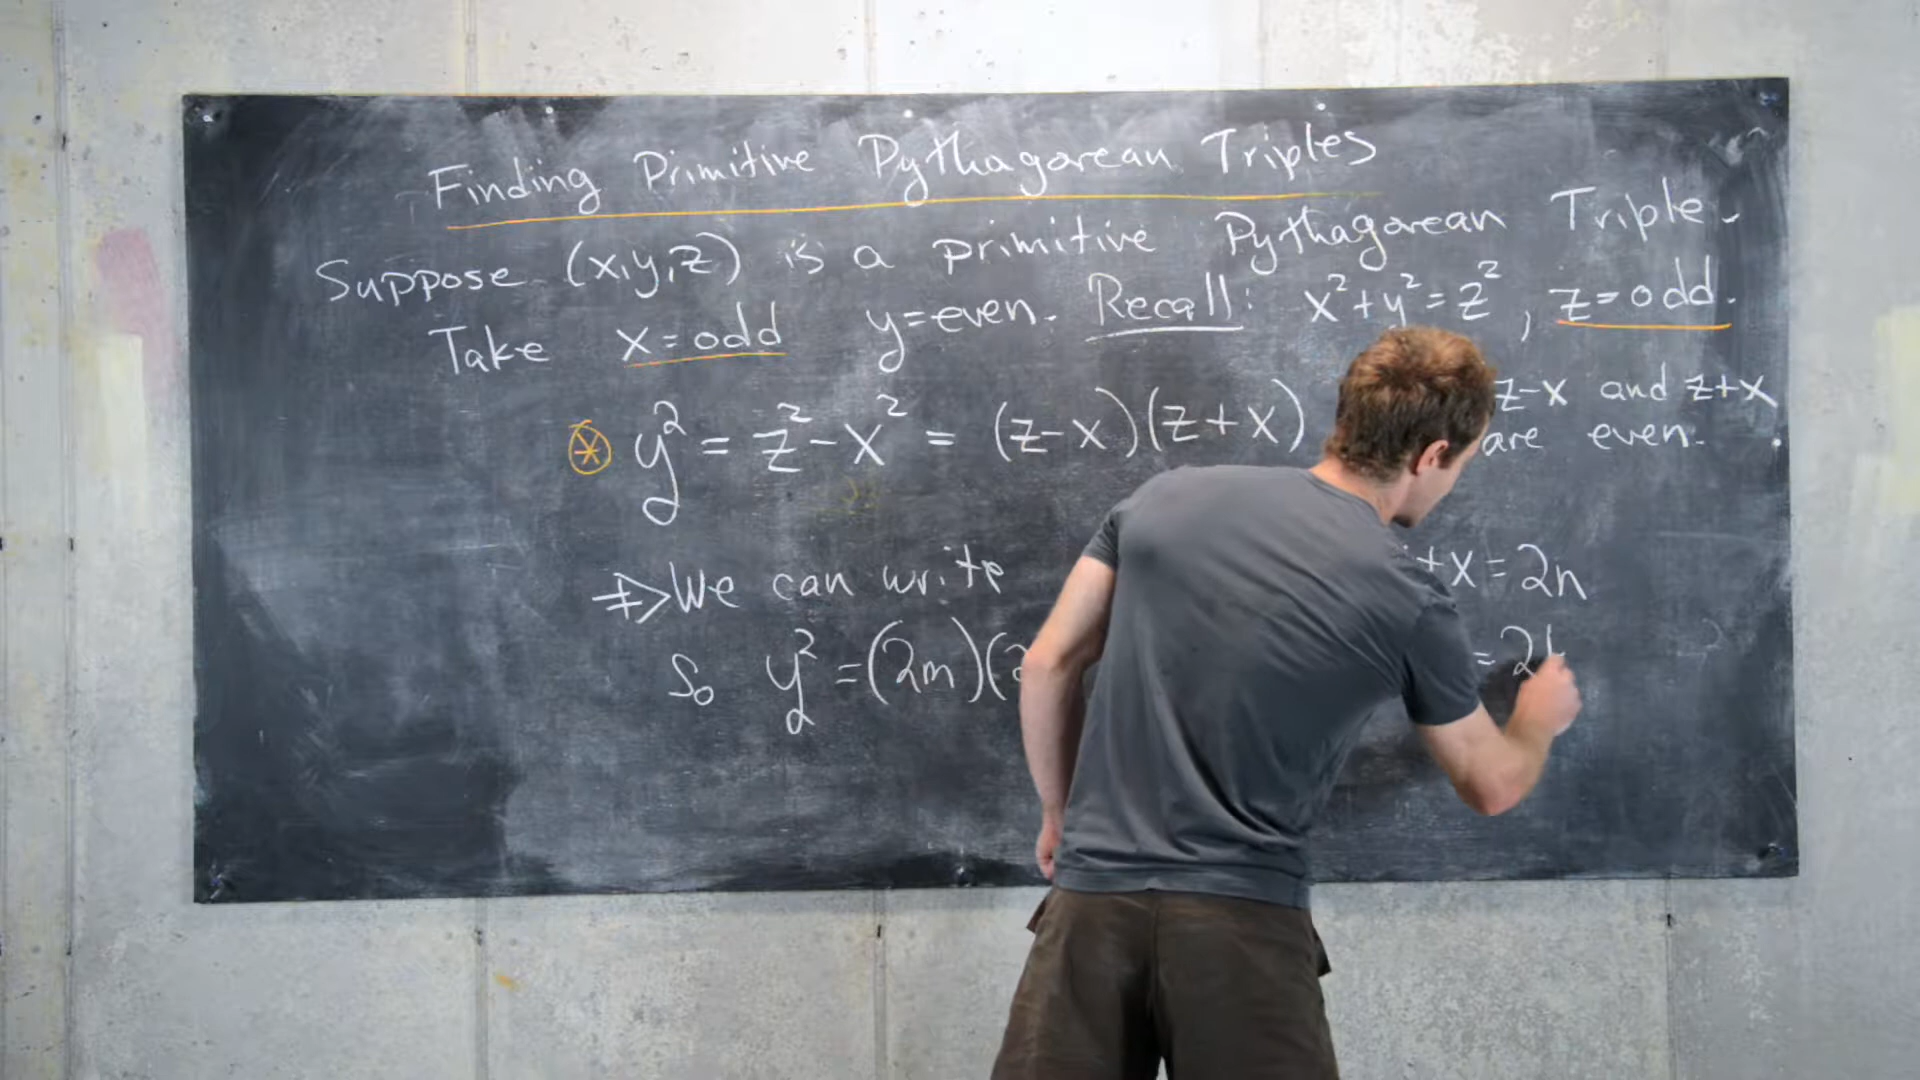 Finding Primitive Pythagorean Triples
Suppose (x,y,z) is a primitive Pythagorean Triple.
Take x=odd y=even. Recall: x²+y²=z², z=odd.
z-x and z+x
⊛ y² = z²-x² = (z-x)(z+x)
are even.
⇒ We can write +x=2n
So y² =(2m)( =2